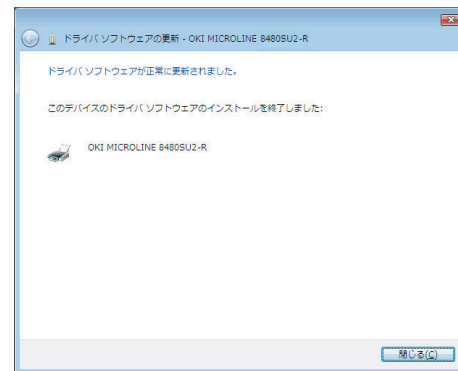 ドライバ ソフトウェアの更新 - OKI MICROLINE 8480SU2-R
ドライバ ソフトウェアが正常に更新されました。
このデバイスのドライバ ソフトウェアのインストールを終了しました:
OKI MICROLINE 8480SU2-R
閉じる(C)